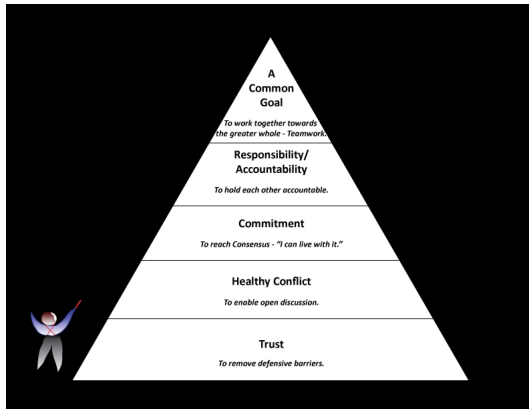 A
Common
Goal
To work together towards
the greater whole - Teamwork.
Responsibility/
Accountability
To hold each other accountable.
Commitment
To reach Consensus - “I can live with it.”
Healthy Conflict
To enable open discussion.
Trust
To remove defensive barriers.